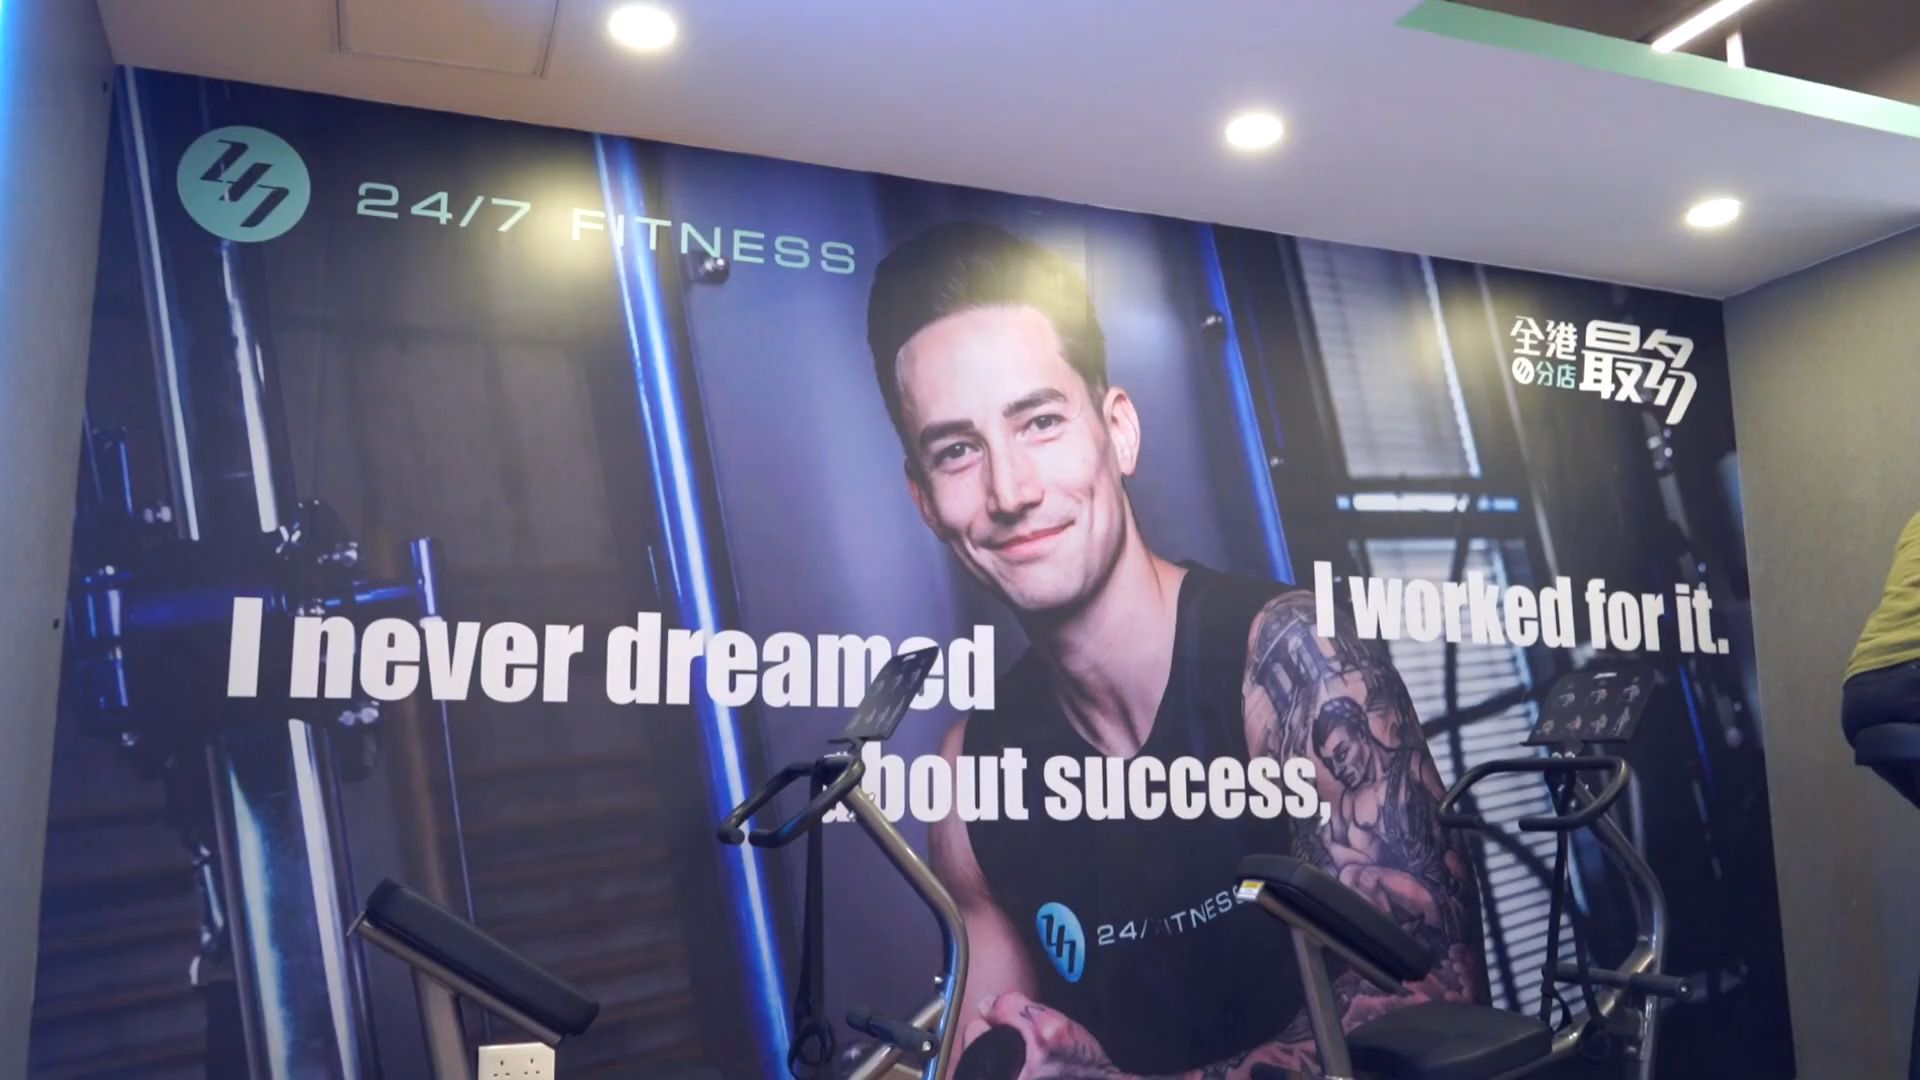 24/7 FITNESS
全港
分店
最多
I never dreamed
about success,
I worked for it.
24/7 FITNESS